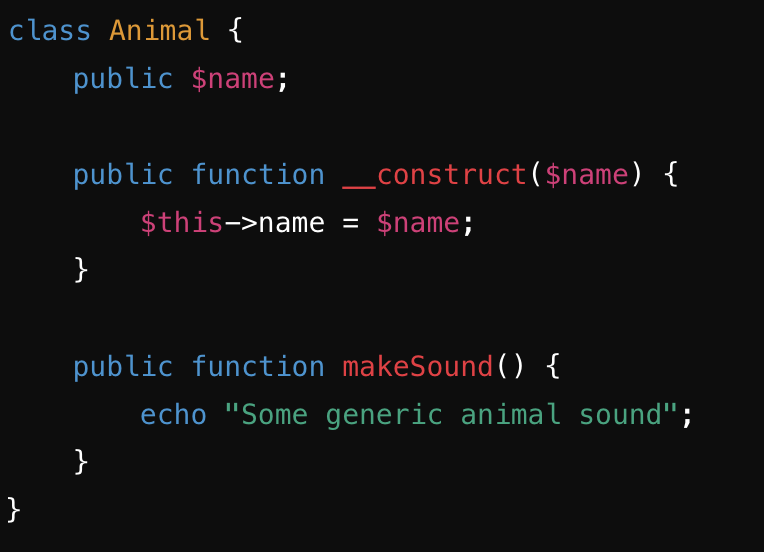 class Animal {
    public $name;

    public function __construct($name) {
        $this->name = $name;
    }

    public function makeSound() {
        echo "Some generic animal sound";
    }
}